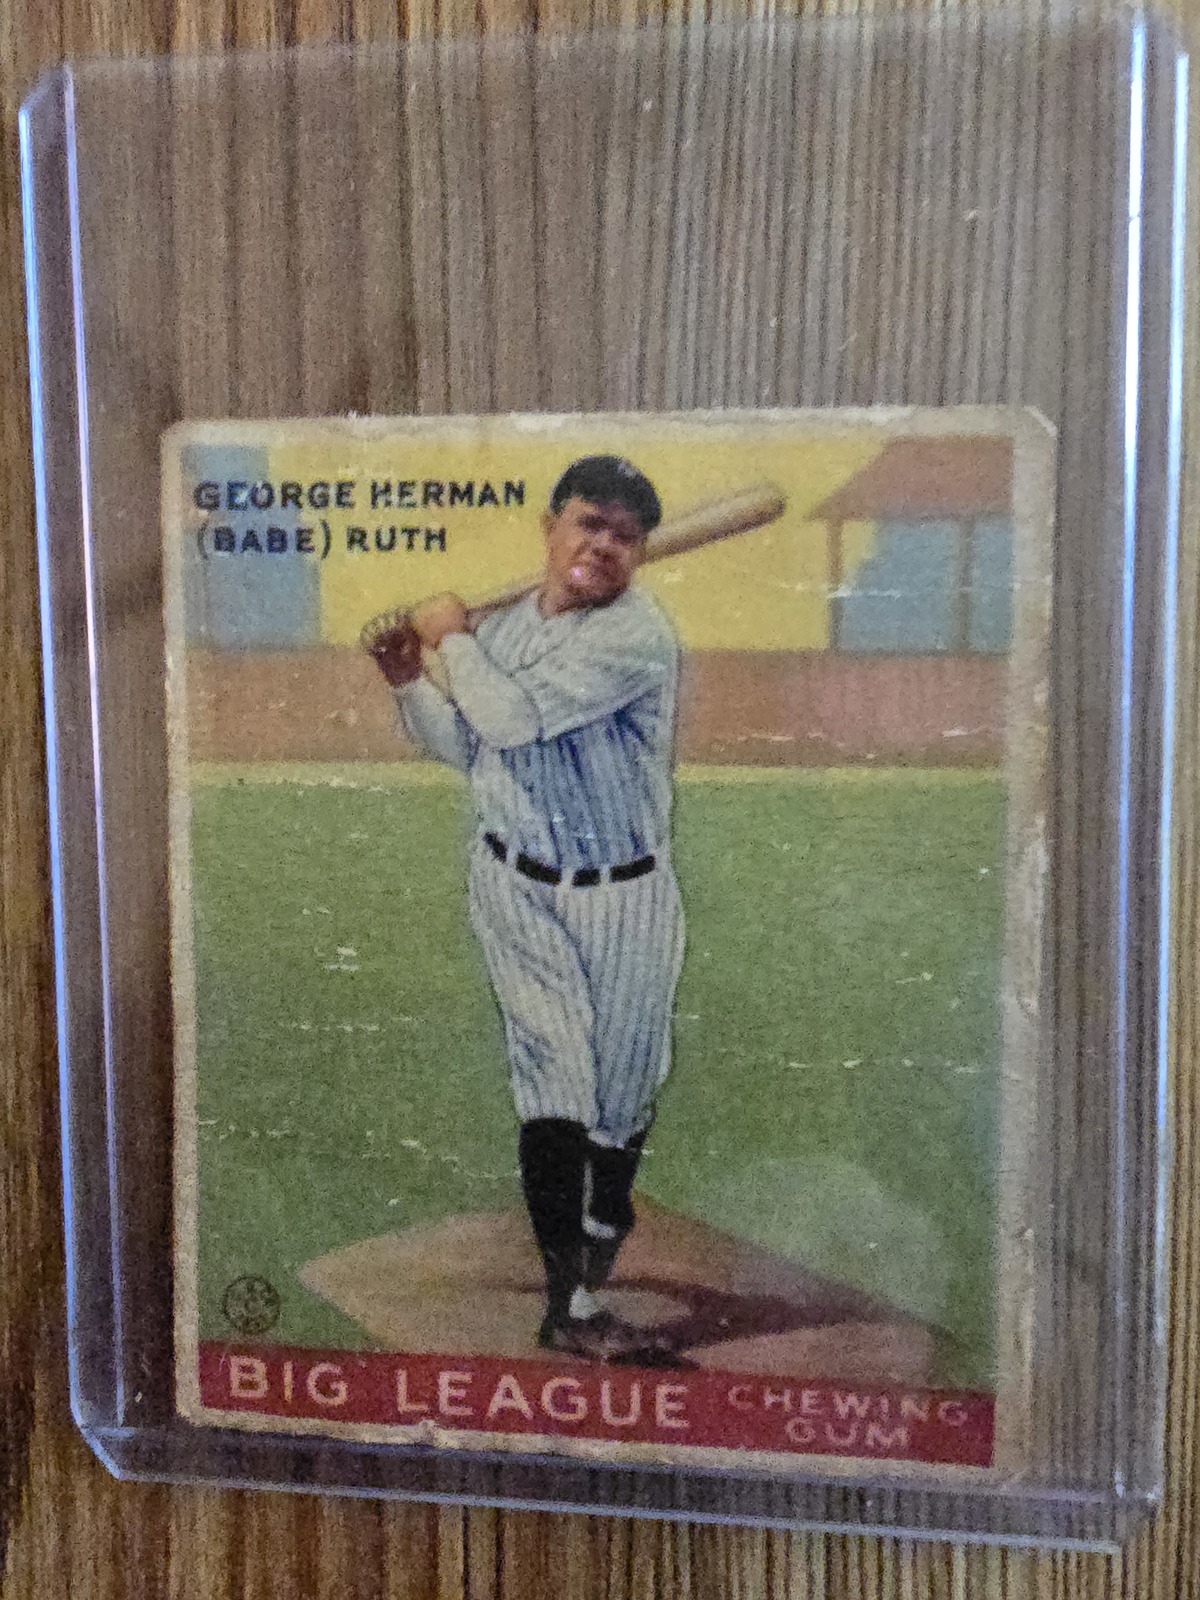 GEORGE HERMAN
(BABE) RUTH
BIG LEAGUE CHEWING
GUM